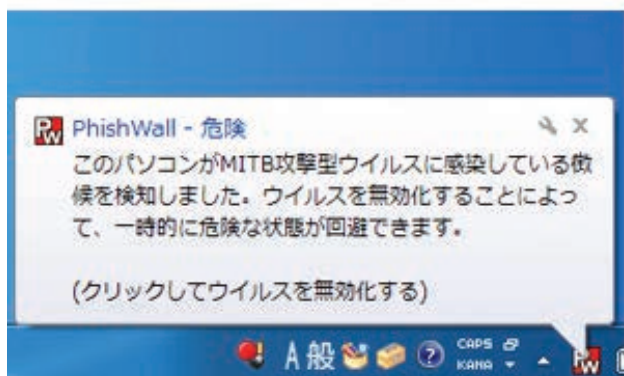 PW PhishWall - 危険
このパソコンがMITB攻撃型ウイルスに感染している徴
候を検知しました。ウイルスを無効化することによっ
て、一時的に危険な状態が回避できます。
(クリックしてウイルスを無効化する)
A 般 ? CAPS
KANA PW